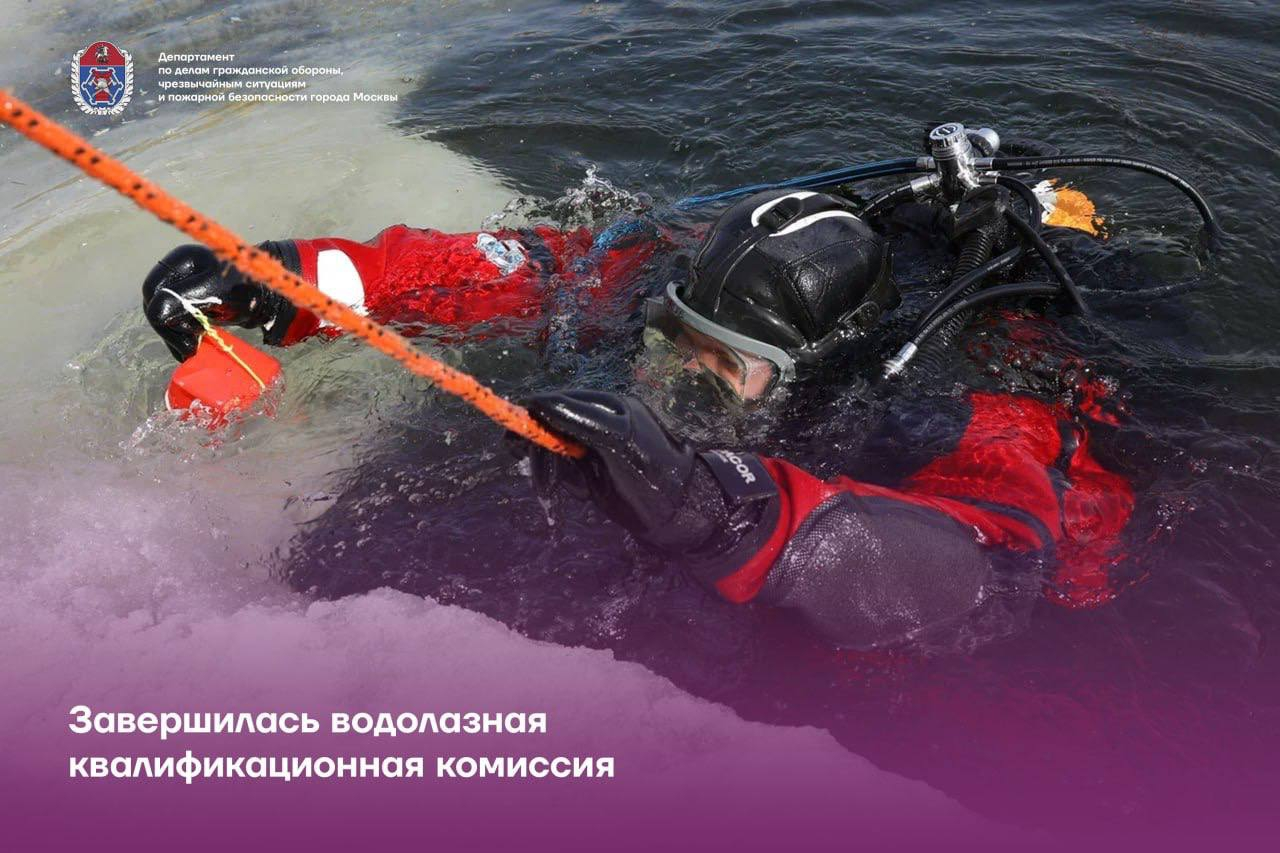 Департамент
по делам гражданской обороны,
чрезвычайным ситуациям
и пожарной безопасности города Москвы
Завершилась водолазная
квалификационная комиссия